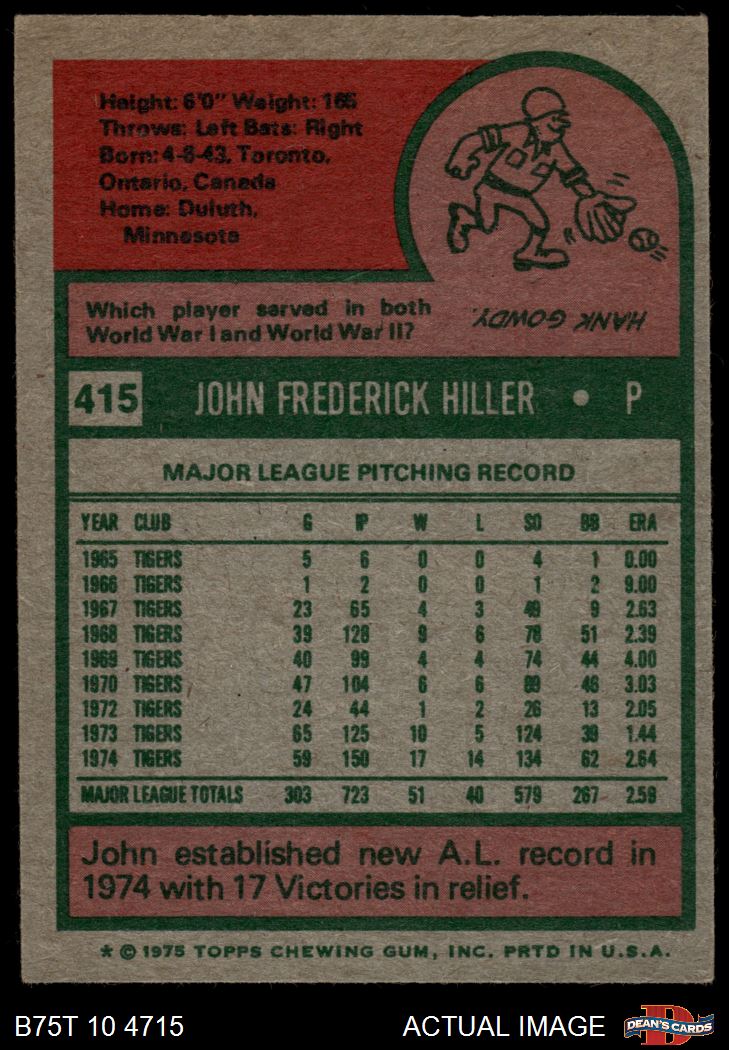 Height: 6'0" Weight: 165
Throws: Left Bats: Right
Born: 4-8-43, Toronto,
Ontario, Canada
Home: Duluth,
Minnesota
Which player served in both
World War I and World War II?
HANK GOWDY.
415 JOHN FREDERICK HILLER • P
MAJOR LEAGUE PITCHING RECORD
YEAR CLUB G IP W L SO BB ERA
1965 TIGERS 5 6 0 0 4 1 0.00
1966 TIGERS 1 2 0 0 1 2 9.00
1967 TIGERS 23 65 4 3 49 9 2.63
1968 TIGERS 39 128 9 6 78 51 2.39
1969 TIGERS 40 99 4 4 74 44 4.00
1970 TIGERS 47 104 6 6 89 46 3.03
1972 TIGERS 24 44 1 2 26 13 2.05
1973 TIGERS 65 125 10 5 124 39 1.44
1974 TIGERS 59 150 17 14 134 62 2.64
MAJOR LEAGUE TOTALS 303 723 51 40 579 267 2.59
John established new A.L. record in
1974 with 17 Victories in relief.
* © 1975 TOPPS CHEWING GUM, INC. PRTD IN U.S.A.
B75T 10 4715 ACTUAL IMAGE DEAN'S CARDS